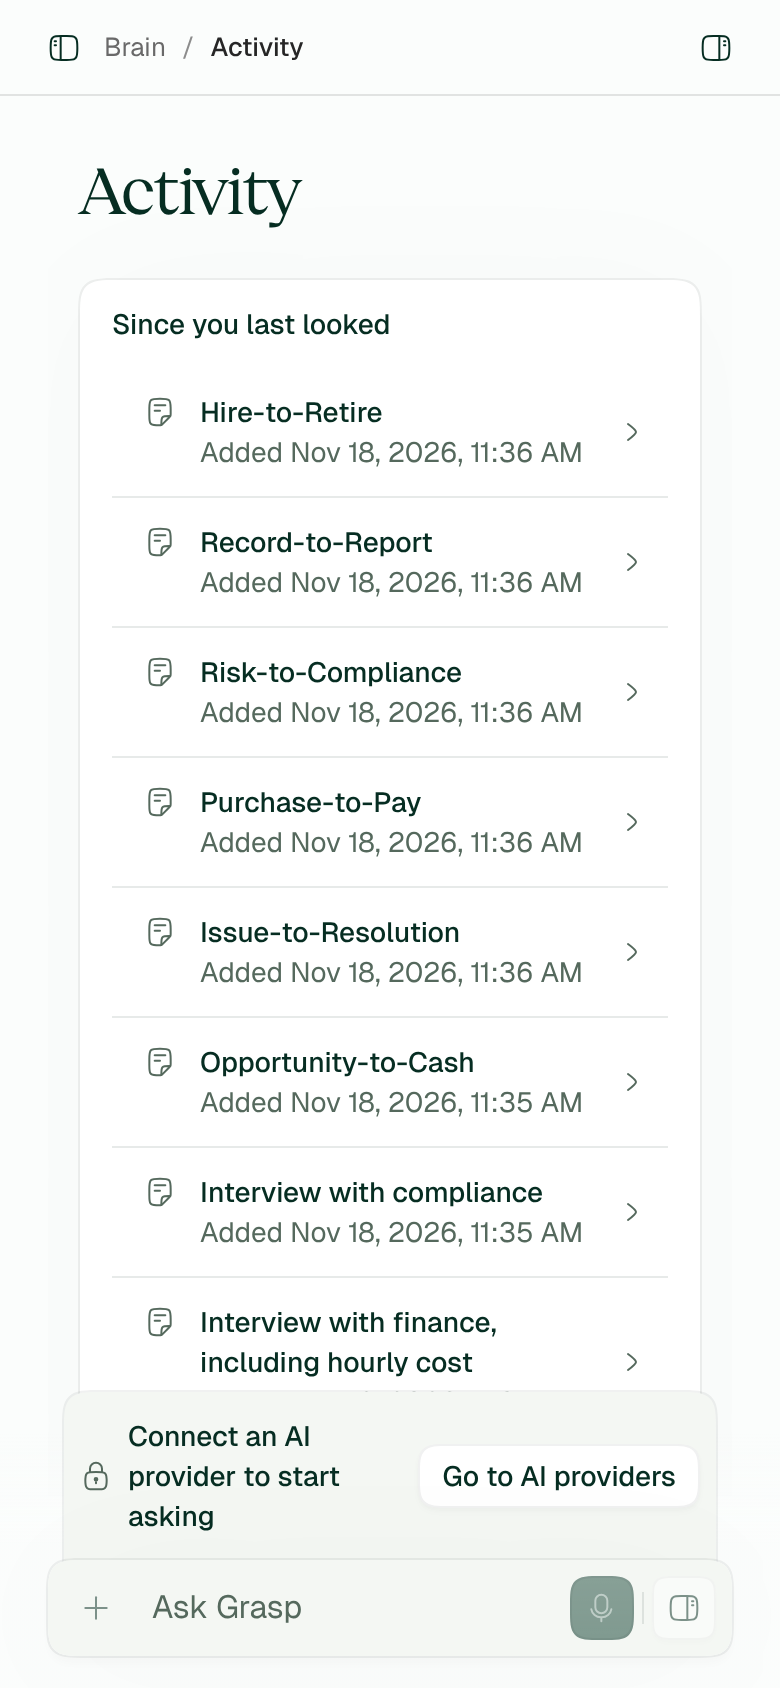 Brain / Activity
Activity
Since you last looked
Hire-to-Retire
Added Nov 18, 2026, 11:36 AM
Record-to-Report
Added Nov 18, 2026, 11:36 AM
Risk-to-Compliance
Added Nov 18, 2026, 11:36 AM
Purchase-to-Pay
Added Nov 18, 2026, 11:36 AM
Issue-to-Resolution
Added Nov 18, 2026, 11:36 AM
Opportunity-to-Cash
Added Nov 18, 2026, 11:35 AM
Interview with compliance
Added Nov 18, 2026, 11:35 AM
Interview with finance,
including hourly cost
Connect an AI
provider to start
asking
Go to AI providers
Ask Grasp